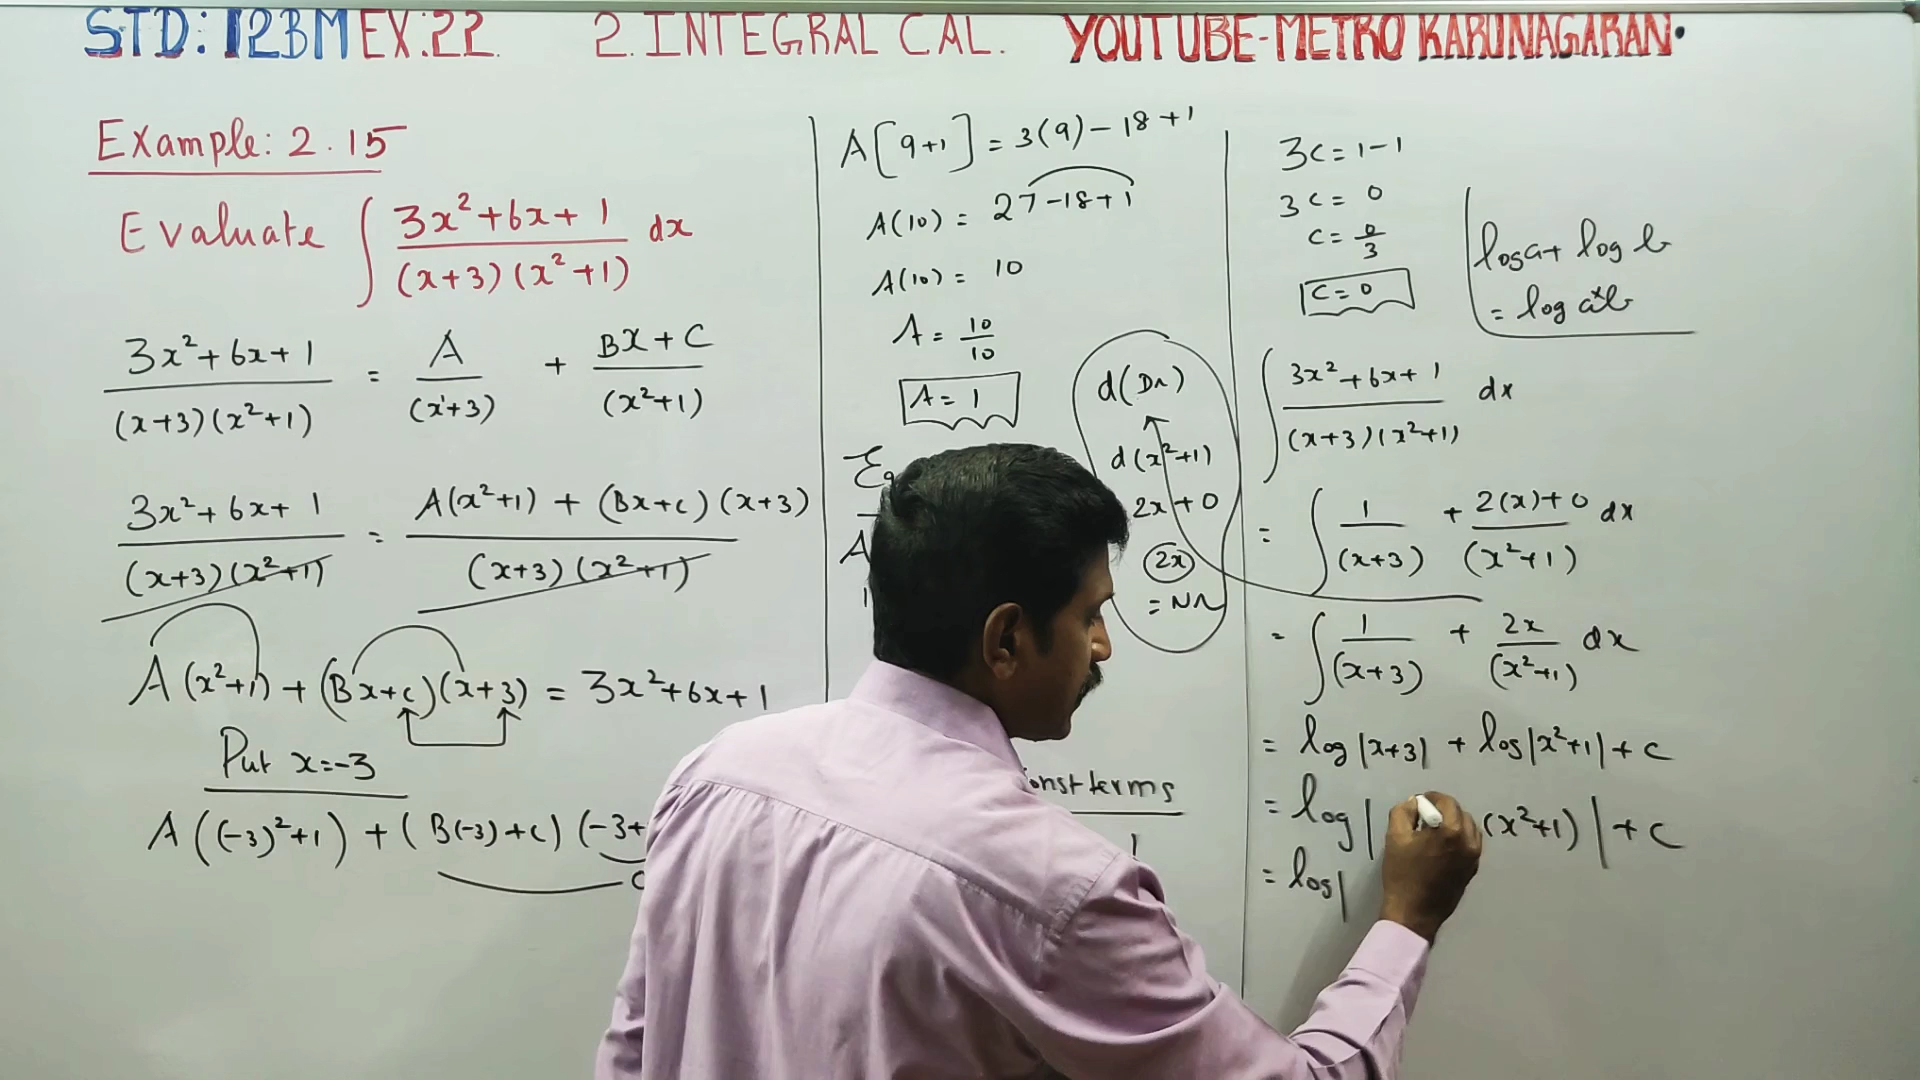 STD: 12BM EX:22. 2. INTEGRAL CAL. YOUTUBE-METRO KARUNAGARAN.
Example: 2.15
Evaluate ∫ 3x²+6x+1 / (x+3)(x²+1) dx
3x²+6x+1 / (x+3)(x²+1) = A / (x+3) + Bx+C / (x²+1)
3x²+6x+1 / (x+3)(x²+1) = A(x²+1) + (Bx+c)(x+3) / (x+3)(x²+1)
A(x²+1) + (Bx+c)(x+3) = 3x²+6x+1
Put x=-3
A((-3)²+1) + (B(-3)+c)(-3+
A[9+1] = 3(9)-18+1
A(10) = 27-18+1
A(10) = 10
A = 10/10
A = 1
d(Dr)
d(x²+1)
2x+0
2x
= Nr
const terms
3C = 1-1
3C = 0
C = 0/3
C = 0
log a + log b
= log a×b
∫ 3x²+6x+1 / (x+3)(x²+1) dx
= ∫ 1/(x+3) + 2(x)+0 / (x²+1) dx
= ∫ 1/(x+3) + 2x/(x²+1) dx
= log|x+3| + log|x²+1| + c
= log| (x²+1)| + c
= log|